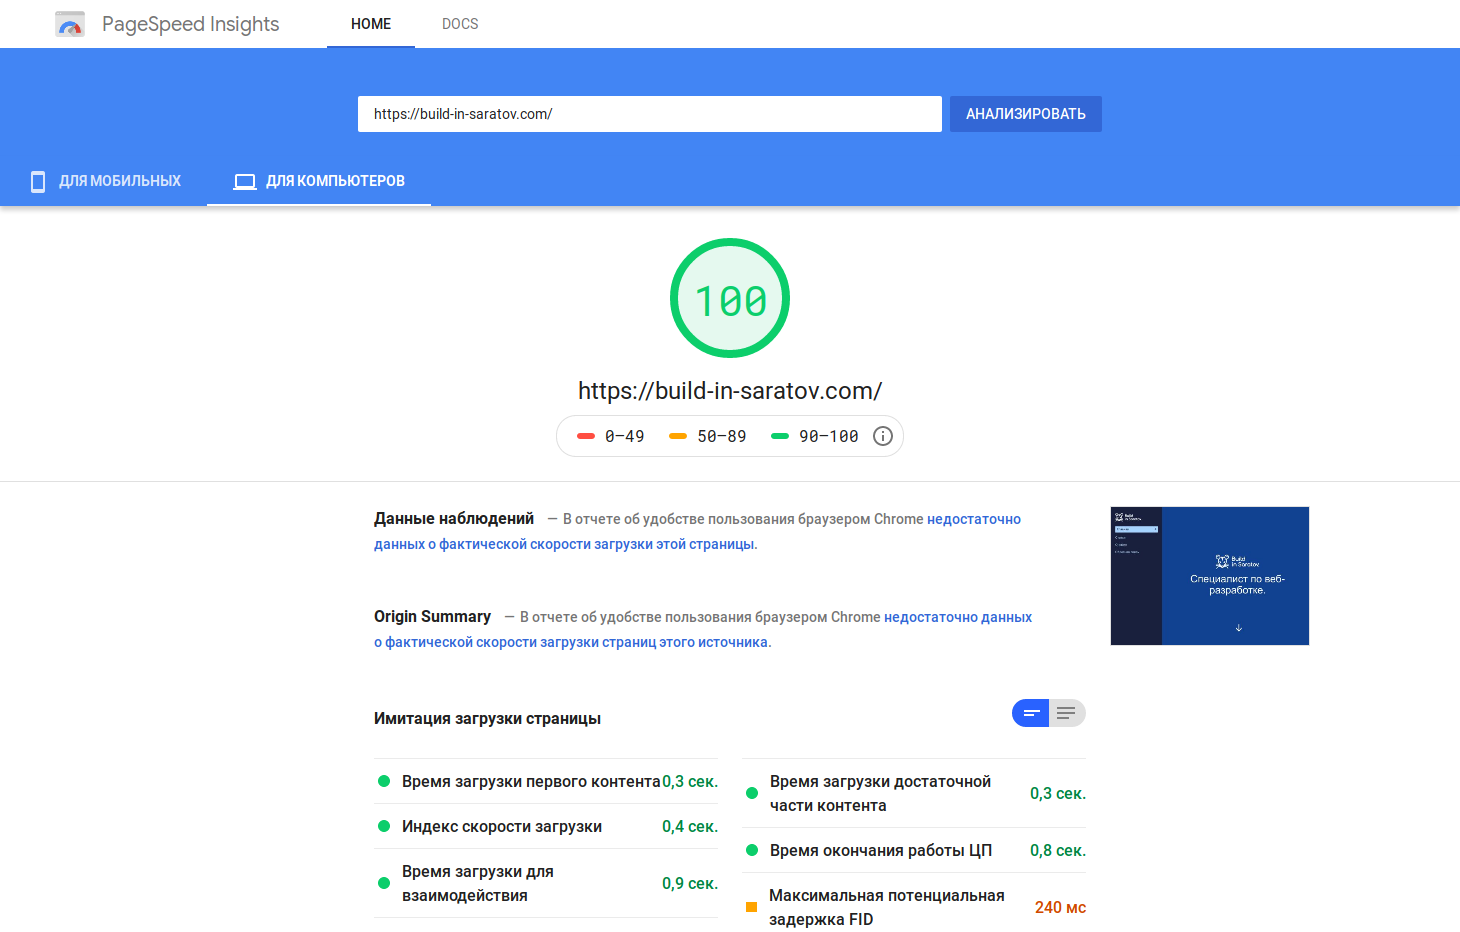 PageSpeed Insights
HOME
DOCS
https://build-in-saratov.com/
АНАЛИЗИРОВАТЬ
ДЛЯ МОБИЛЬНЫХ
ДЛЯ КОМПЬЮТЕРОВ
100
https://build-in-saratov.com/
0–49
50–89
90–100
Данные наблюдений — В отчете об удобстве пользования браузером Chrome недостаточно
данных о фактической скорости загрузки этой страницы.
Build
in Saratov
Специалист по веб-
разработке.
Origin Summary — В отчете об удобстве пользования браузером Chrome недостаточно данных
о фактической скорости загрузки страниц этого источника.
Имитация загрузки страницы
Время загрузки первого контента 0,3 сек.
Индекс скорости загрузки 0,4 сек.
Время загрузки для
взаимодействия 0,9 сек.
Время загрузки достаточной
части контента 0,3 сек.
Время окончания работы ЦП 0,8 сек.
Максимальная потенциальная
задержка FID 240 мс